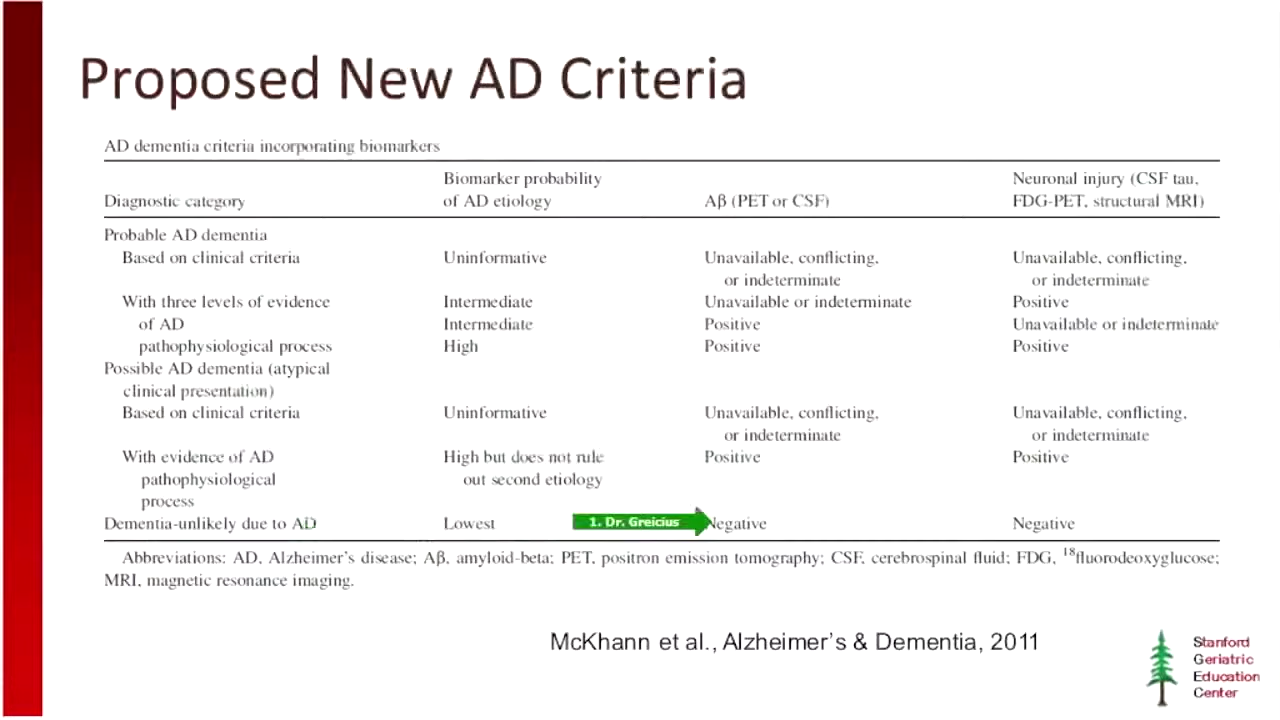 Proposed New AD Criteria
AD dementia criteria incorporating biomarkers
Diagnostic category
Biomarker probability
of AD etiology
Aβ (PET or CSF)
Neuronal injury (CSF tau,
FDG-PET, structural MRI)
Probable AD dementia
Based on clinical criteria
Uninformative
Unavailable, conflicting,
or indeterminate
Unavailable, conflicting,
or indeterminate
With three levels of evidence
of AD
pathophysiological process
Intermediate
Unavailable or indeterminate
Positive
Intermediate
Positive
Unavailable or indeterminate
High
Positive
Positive
Possible AD dementia (atypical
clinical presentation)
Based on clinical criteria
Uninformative
Unavailable, conflicting,
or indeterminate
Unavailable, conflicting,
or indeterminate
With evidence of AD
pathophysiological
process
High but does not rule
out second etiology
Positive
Positive
Dementia-unlikely due to AD
Lowest
1. Dr. Greicius
Negative
Negative
Abbreviations: AD, Alzheimer's disease; Aβ, amyloid-beta; PET, positron emission tomography; CSF, cerebrospinal fluid; FDG, ¹⁸fluorodeoxyglucose;
MRI, magnetic resonance imaging.
McKhann et al., Alzheimer's & Dementia, 2011
Stanford
Geriatric
Education
Center